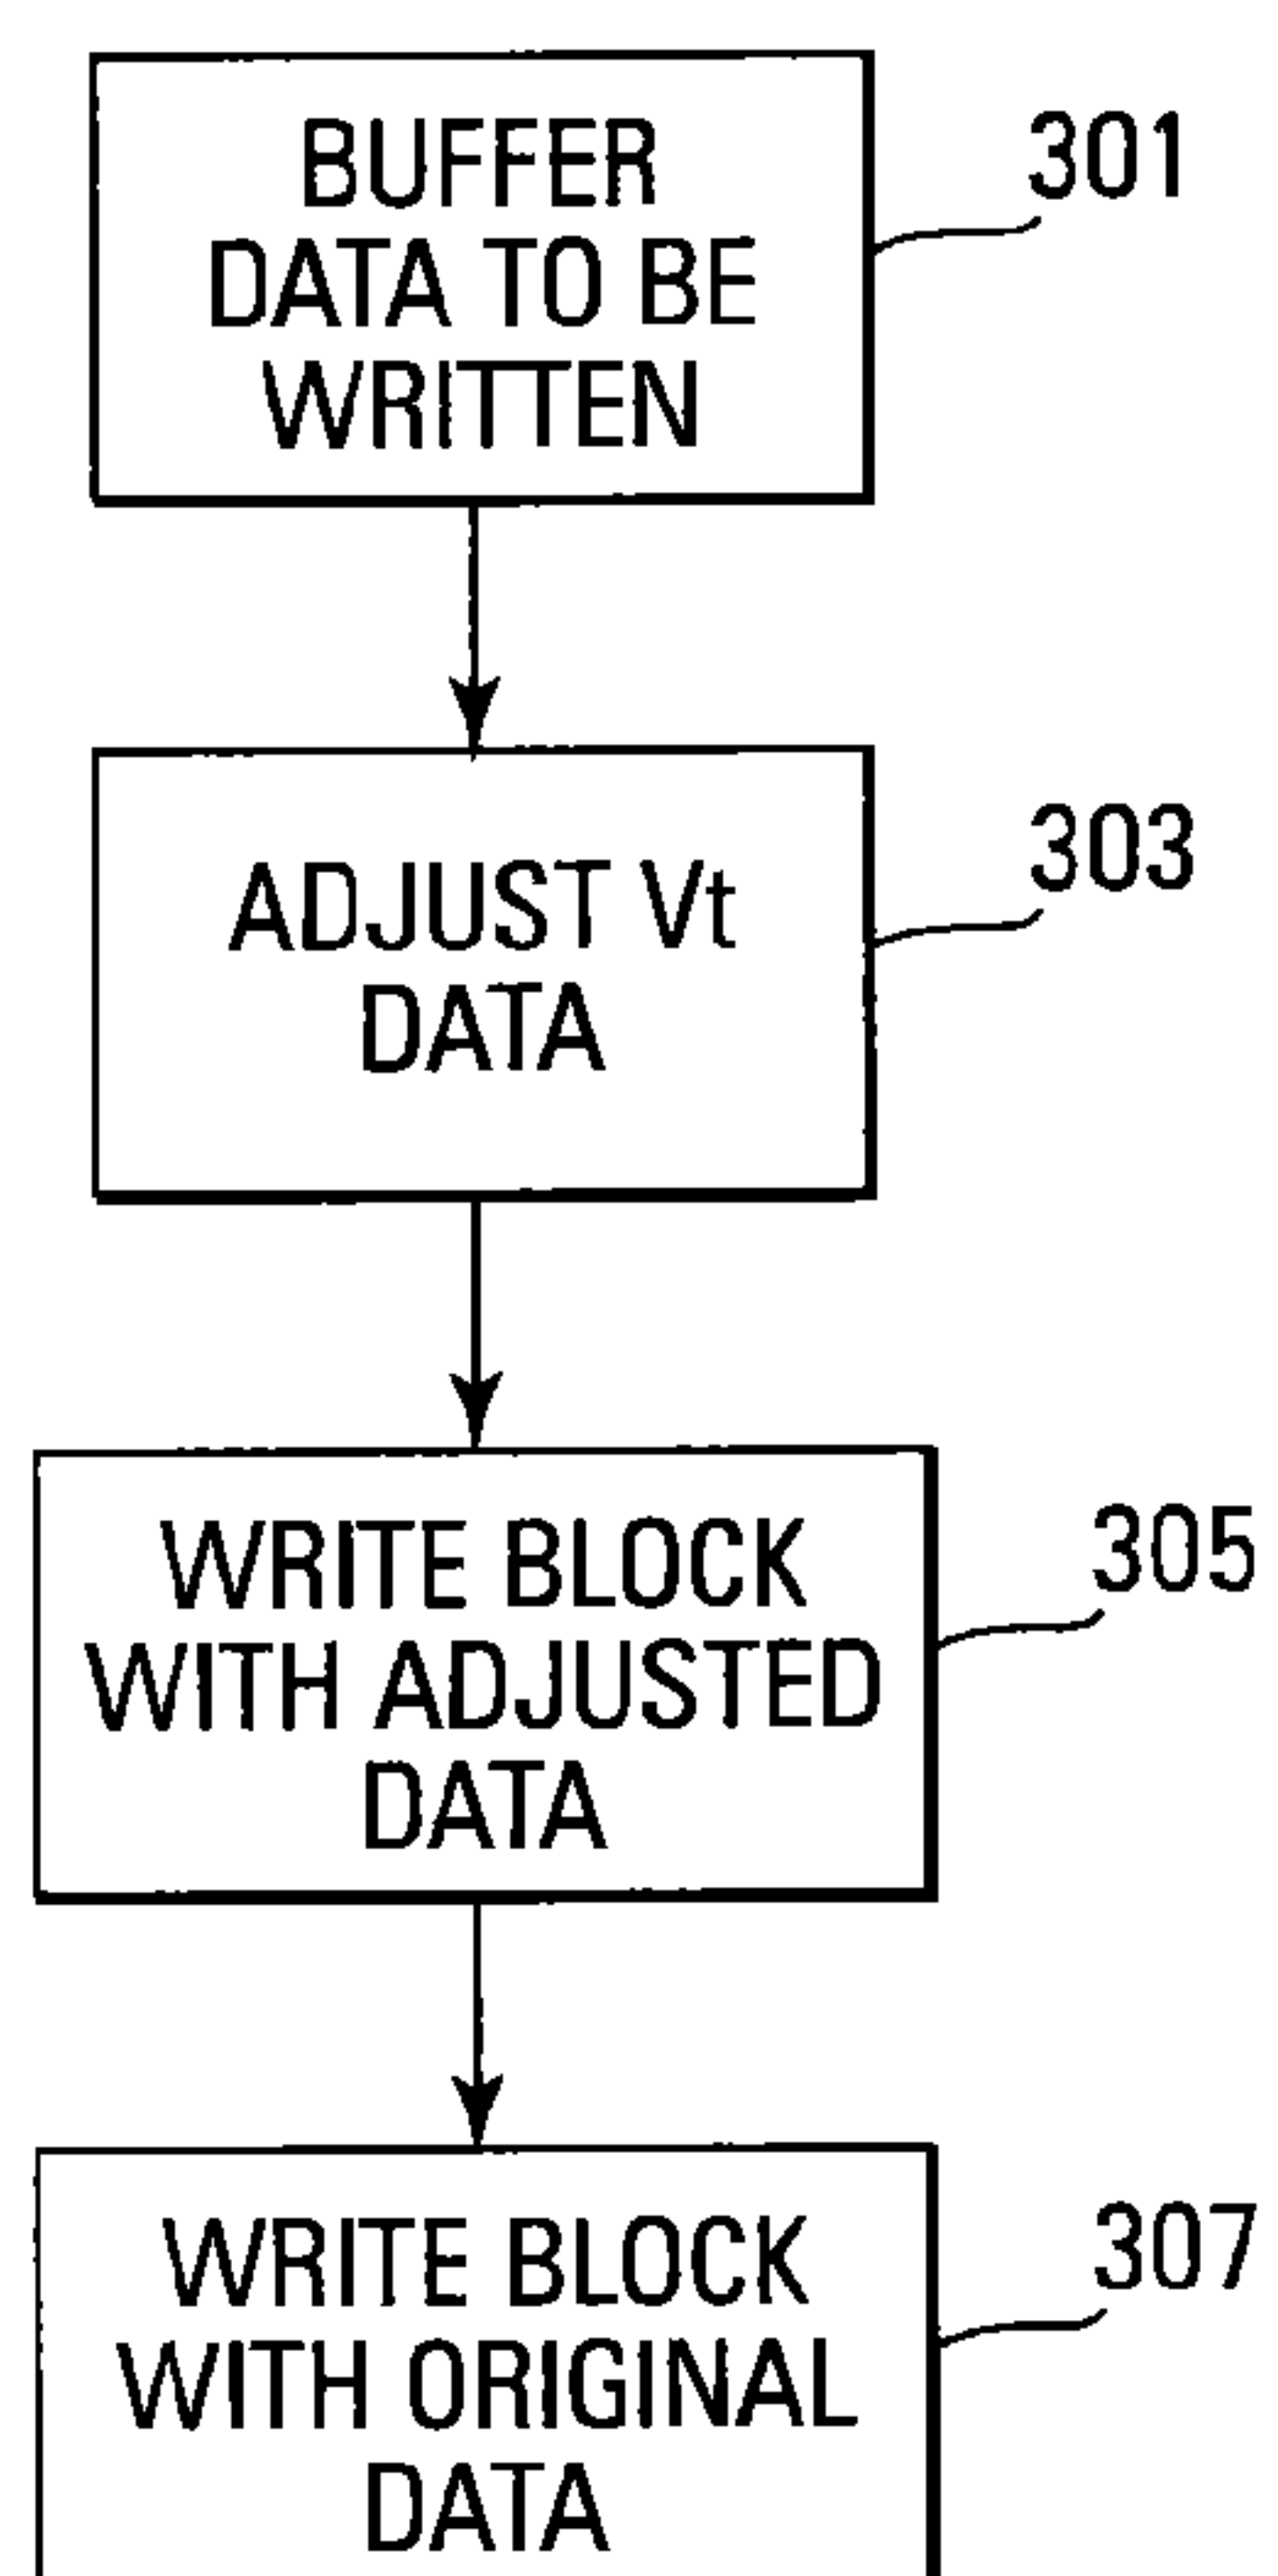 BUFFER
DATA TO BE
WRITTEN
301
ADJUST Vt
DATA
303
WRITE BLOCK
WITH ADJUSTED
DATA
305
WRITE BLOCK
WITH ORIGINAL
DATA
307